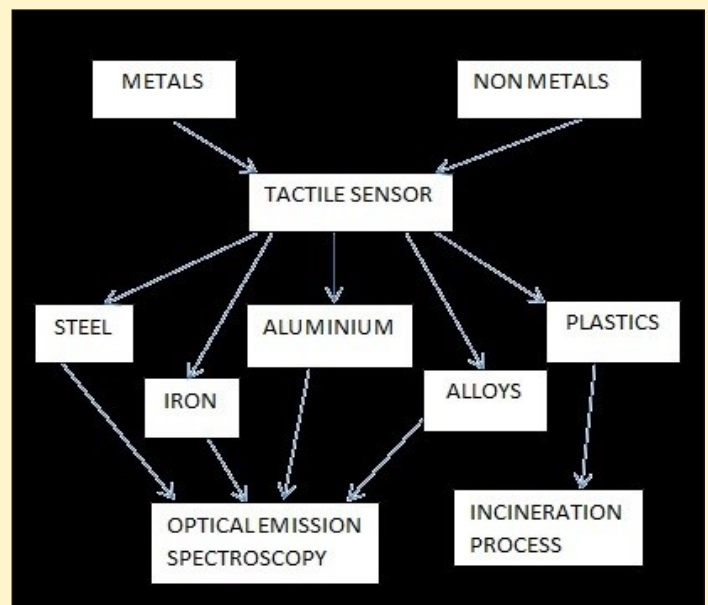 METALS
NON METALS
TACTILE SENSOR
STEEL
ALUMINIUM
PLASTICS
IRON
ALLOYS
OPTICAL EMISSION
SPECTROSCOPY
INCINERATION
PROCESS